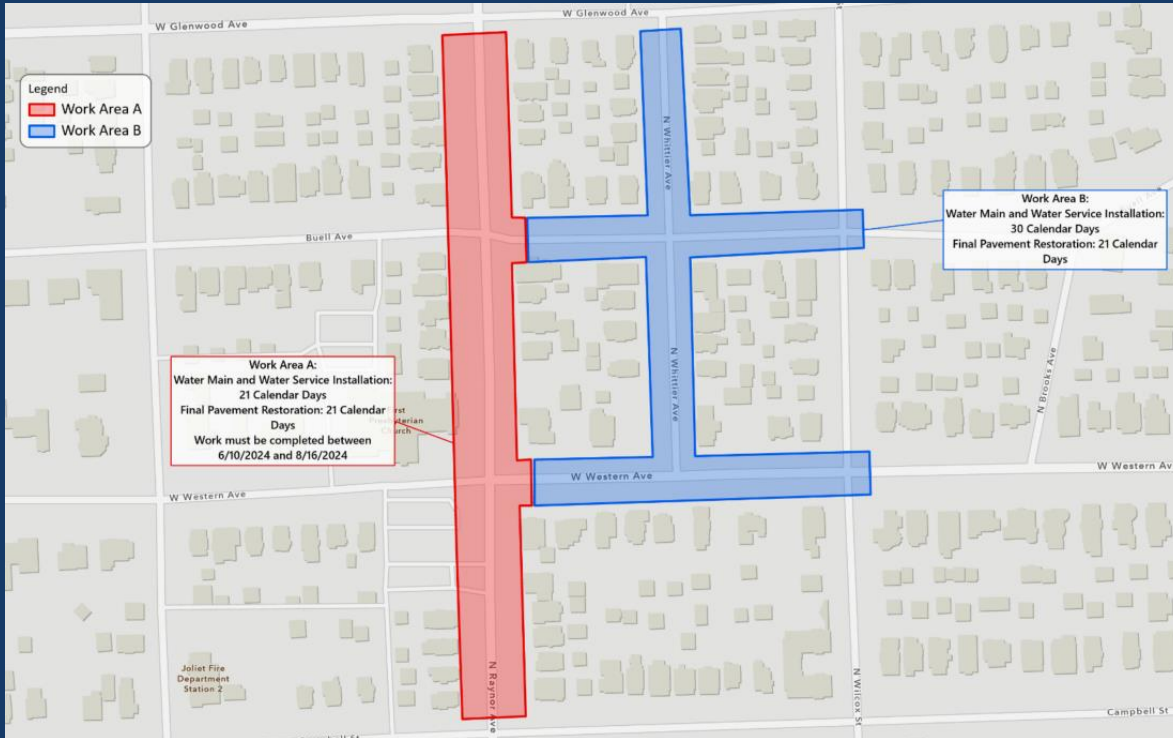 W Glenwood Ave
W Glenwood Ave
Legend
Work Area A
Work Area B
N Whittier Ave
Work Area B:
Water Main and Water Service Installation:
30 Calendar Days
Final Pavement Restoration: 21 Calendar
Days
Buell Ave
Work Area A:
Water Main and Water Service Installation:
21 Calendar Days
Final Pavement Restoration: 21 Calendar
Days
Work must be completed between
6/10/2024 and 8/16/2024
Church
N Whittier Ave
N Brooks Ave
W Western Ave
W Western Ave
W Western Av
Joliet Fire
Department
Station 2
N Raynor Ave
N Wilcox St
Campbell St